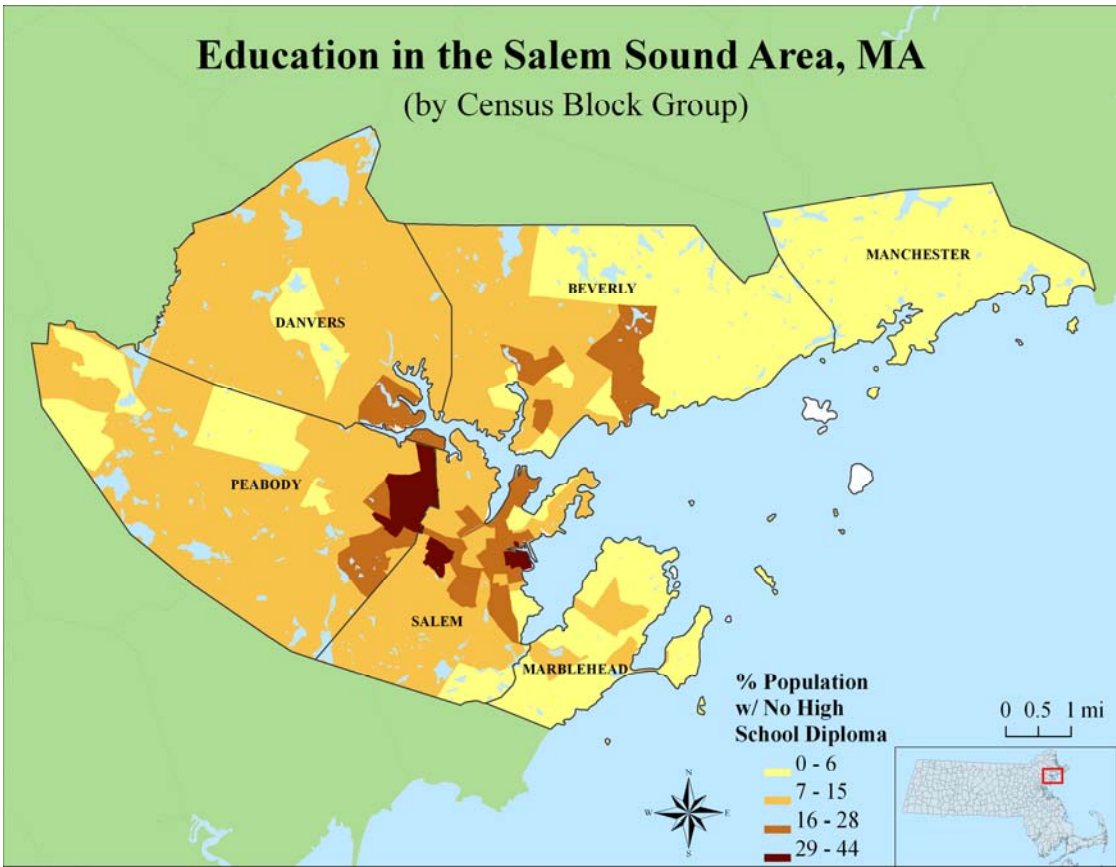 Education in the Salem Sound Area, MA
(by Census Block Group)
MANCHESTER
BEVERLY
DANVERS
PEABODY
SALEM
MARBLEHEAD
% Population
w/ No High
School Diploma
0 - 6
7 - 15
16 - 28
29 - 44
0 0.5 1 mi
N
W E
S